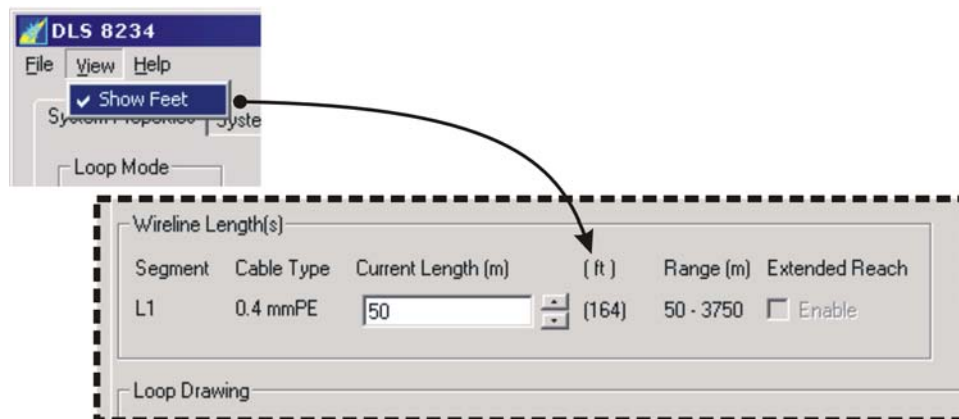 DLS 8234
File View Help
Show Feet
System Properties Syste
Loop Mode
Wireline Length(s)
Segment Cable Type Current Length (m) ( ft ) Range (m) Extended Reach
L1 0.4 mmPE 50 (164) 50 - 3750 Enable
Loop Drawing